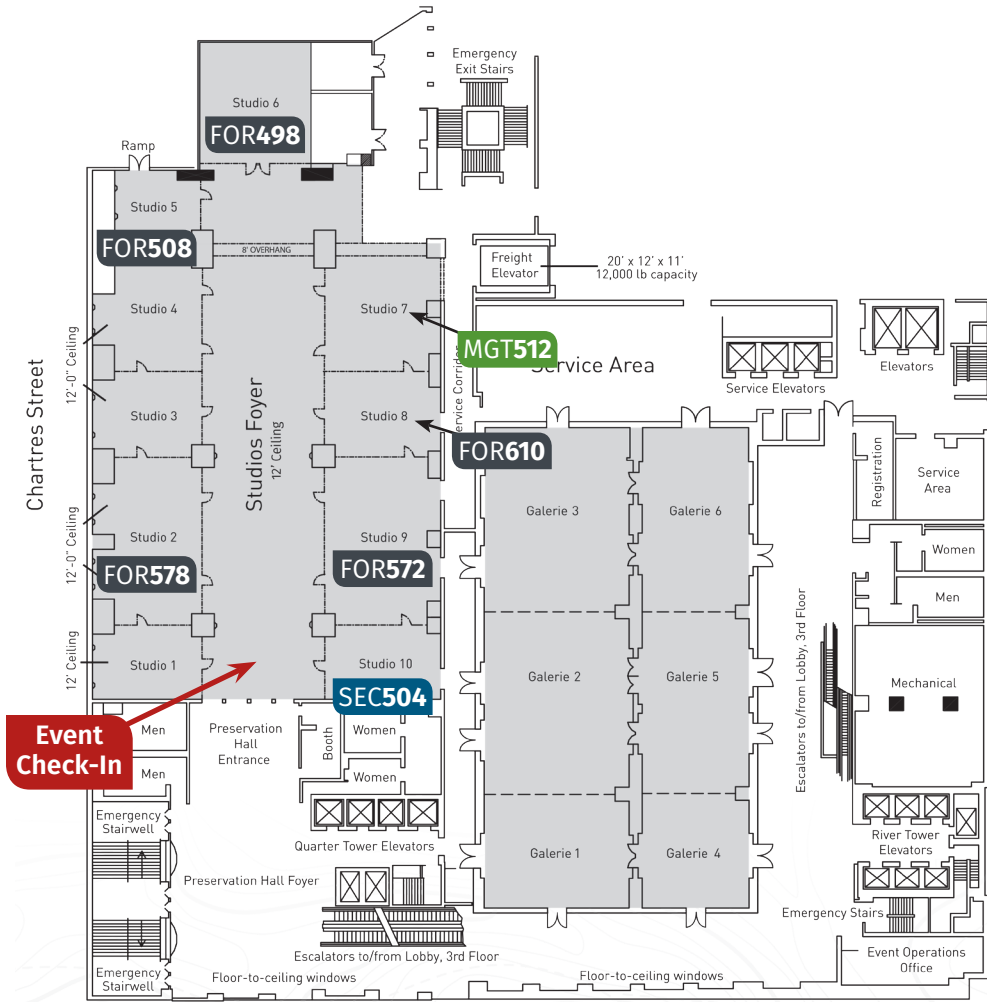 Emergency
Exit Stairs
Studio 6
FOR498
Ramp
Studio 5
FOR508
8' OVERHANG
Freight
Elevator
20' x 12' x 11'
12,000 lb capacity
Studio 4
Studio 7
MGT512
Service Corridor
Service Area
Service Elevators
Elevators
12'-0" Ceiling
Chartres Street
Studios Foyer
12' Ceiling
Studio 3
Studio 8
FOR610
Registration
Service
Area
Galerie 3
Galerie 6
12'-0" Ceiling
Studio 2
FOR578
Studio 9
FOR572
Women
Men
12' Ceiling
Studio 1
Studio 10
SEC504
Galerie 2
Galerie 5
Escalators to/from Lobby, 3rd Floor
Mechanical
Event
Check-In
Men
Men
Preservation
Hall
Entrance
Booth
Women
Women
Emergency
Stairwell
Quarter Tower Elevators
River Tower
Elevators
Galerie 1
Galerie 4
Preservation Hall Foyer
Emergency Stairs
Escalators to/from Lobby, 3rd Floor
Event Operations
Office
Emergency
Stairwell
Floor-to-ceiling windows
Floor-to-ceiling windows